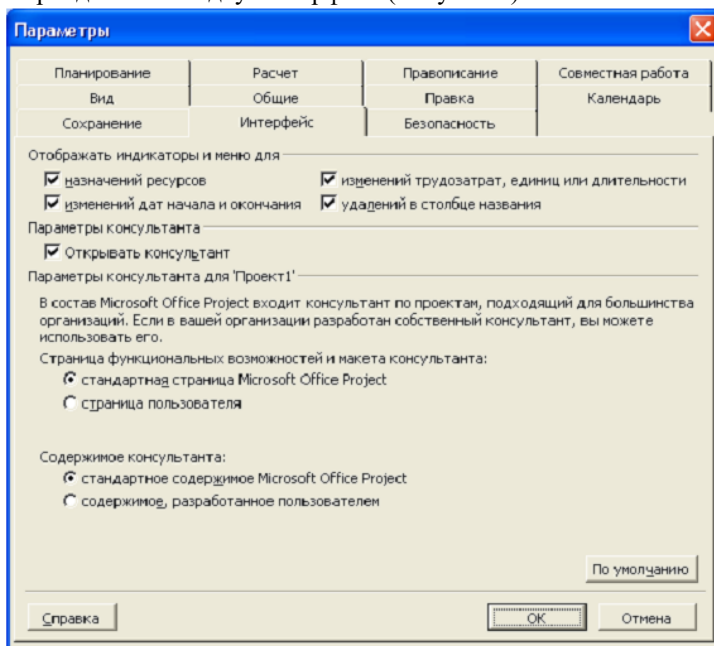 Параметры
Планирование Расчет Правописание Совместная работа
Вид Общие Правка Календарь
Сохранение Интерфейс Безопасность
Отображать индикаторы и меню для
назначений ресурсов изменений трудозатрат, единиц или длительности
изменений дат начала и окончания удалений в столбце названия
Параметры консультанта
Открывать консультант
Параметры консультанта для 'Проект1'
В состав Microsoft Office Project входит консультант по проектам, подходящий для большинства
организаций. Если в вашей организации разработан собственный консультант, вы можете
использовать его.
Страница функциональных возможностей и макета консультанта:
стандартная страница Microsoft Office Project
страница пользователя
Содержимое консультанта:
стандартное содержимое Microsoft Office Project
содержимое, разработанное пользователем
По умолчанию
Справка OK Отмена